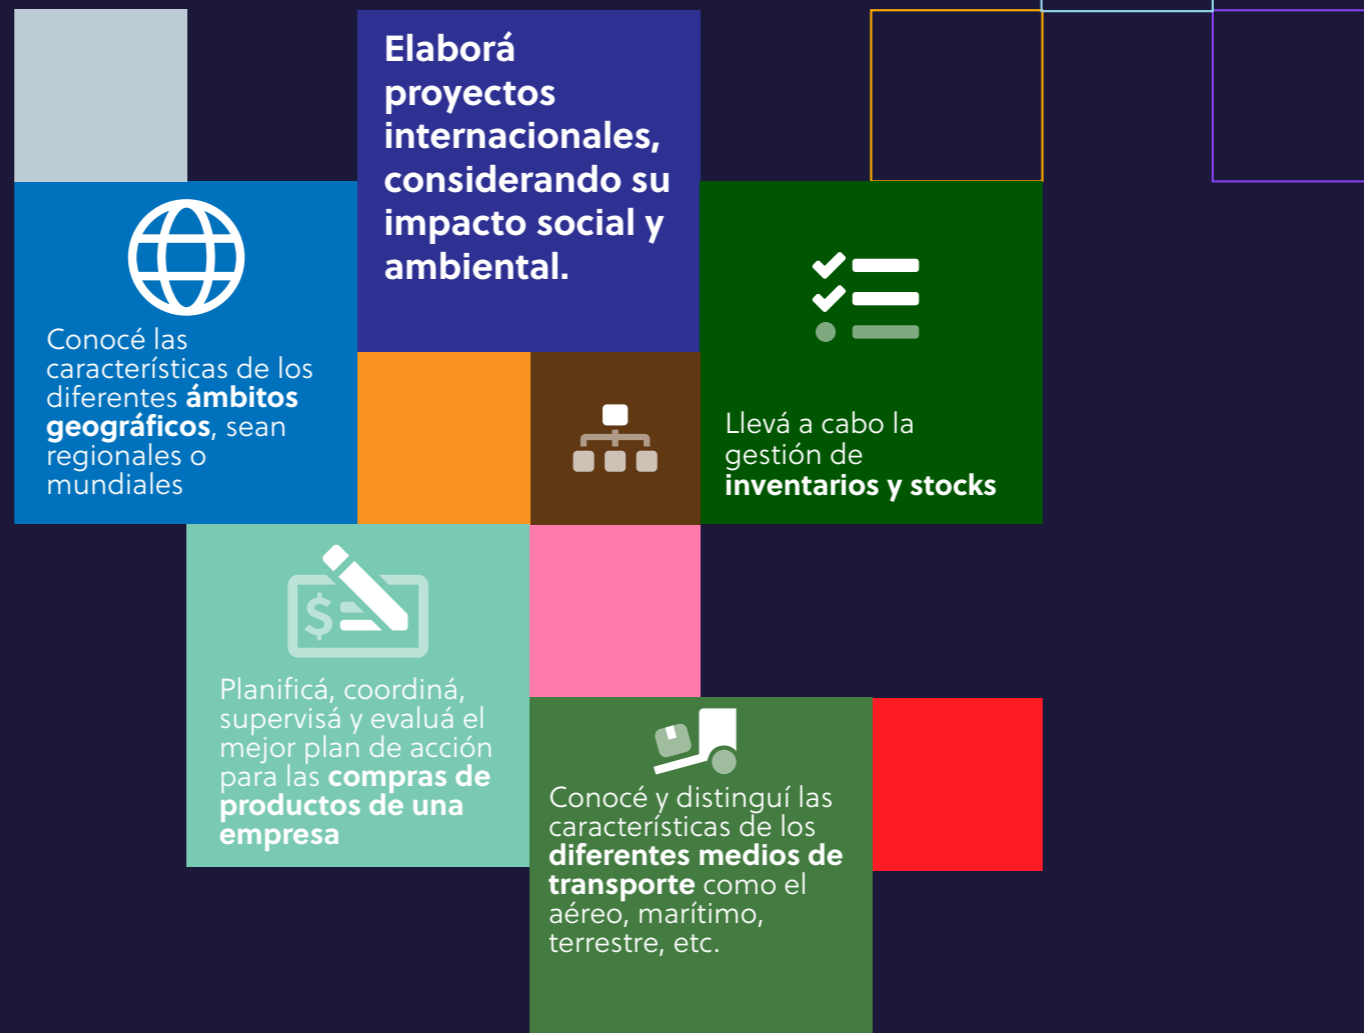 Elaborá
proyectos
internacionales,
considerando su
impacto social y
ambiental.
Conocé las
características de los
diferentes ámbitos
geográficos, sean
regionales o
mundiales
Llevá a cabo la
gestión de
inventarios y stocks
$
Planificá, coordiná,
supervisá y evaluá el
mejor plan de acción
para las compras de
productos de una
empresa
Conocé y distinguí las
características de los
diferentes medios de
transporte como el
aéreo, marítimo,
terrestre, etc.